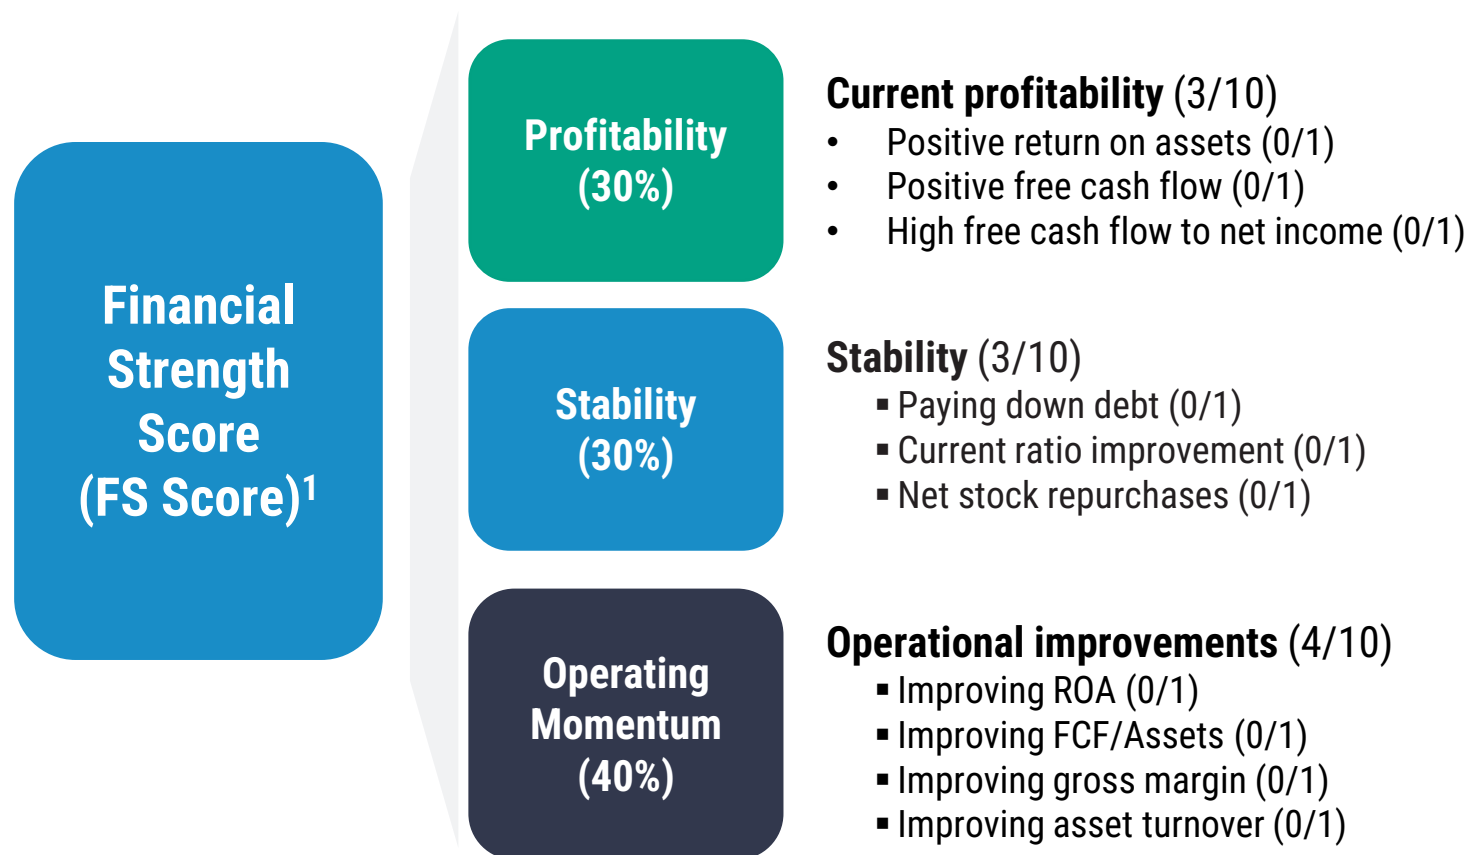 Financial
Strength
Score
(FS Score)¹
Profitability
(30%)
Current profitability (3/10)
• Positive return on assets (0/1)
• Positive free cash flow (0/1)
• High free cash flow to net income (0/1)
Stability
(30%)
Stability (3/10)
▪ Paying down debt (0/1)
▪ Current ratio improvement (0/1)
▪ Net stock repurchases (0/1)
Operating
Momentum
(40%)
Operational improvements (4/10)
▪ Improving ROA (0/1)
▪ Improving FCF/Assets (0/1)
▪ Improving gross margin (0/1)
▪ Improving asset turnover (0/1)